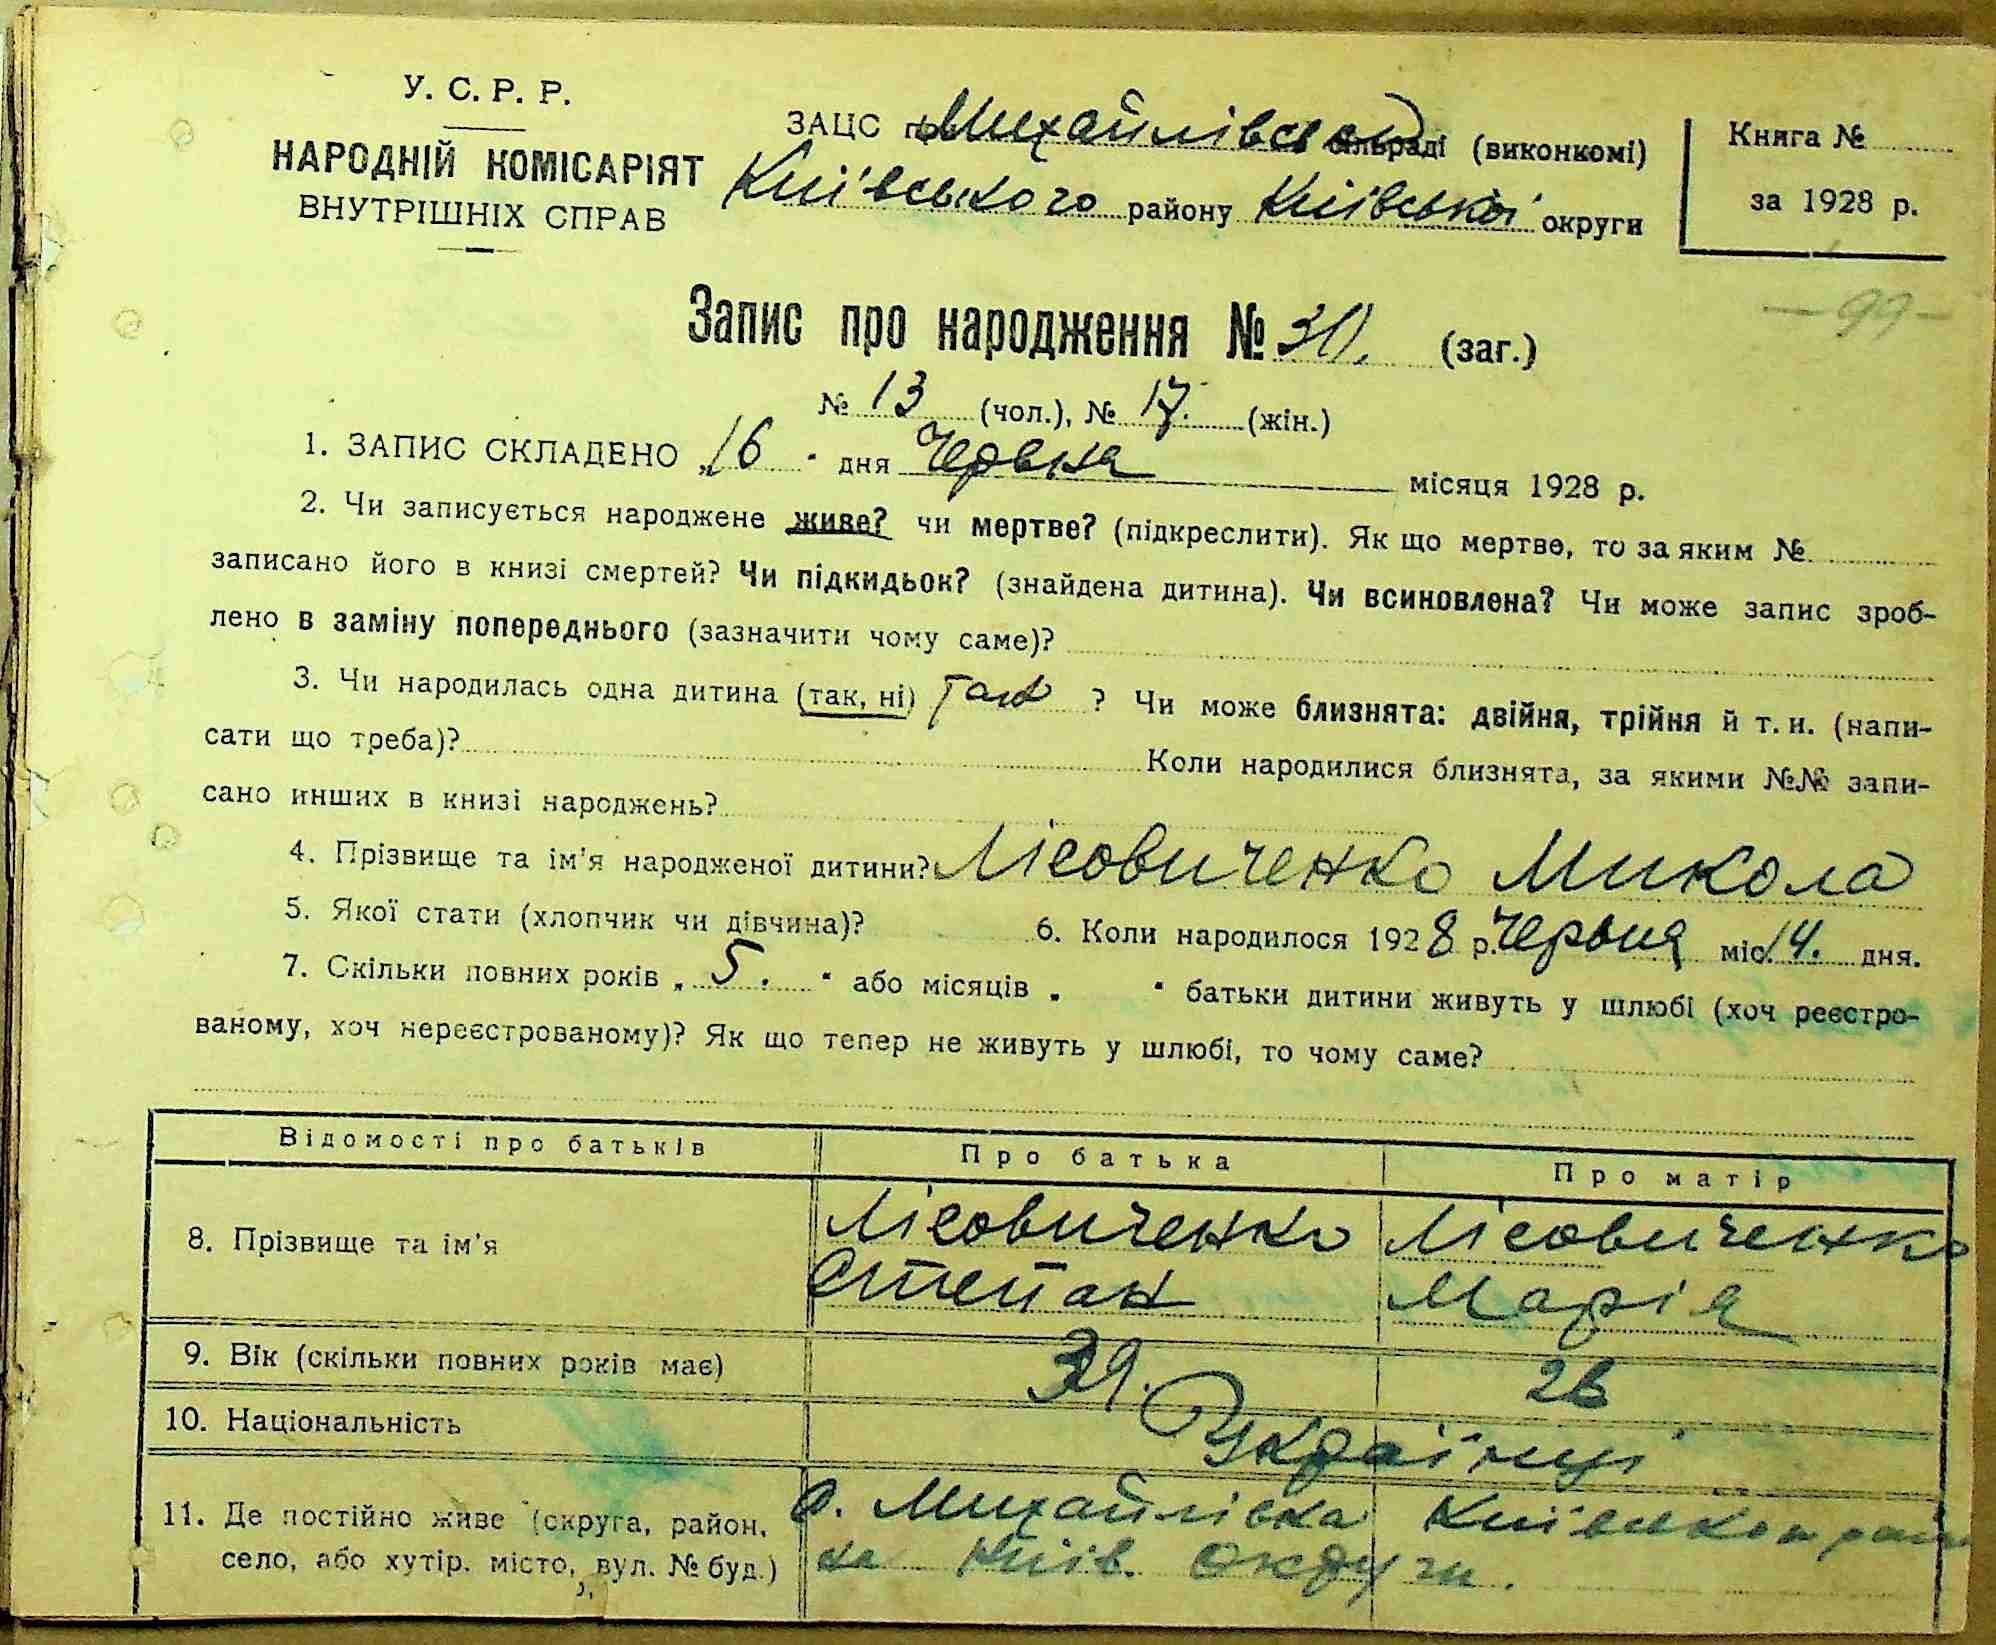 У. С. Р. Р.
НАРОДНІЙ КОМІСАРІЯТ
ВНУТРІШНІХ СПРАВ
ЗАЦС при Михайлівськ сільраді (виконкомі)
Київського району Київської округи
Книга №
за 1928 р.
— 99 —
Запис про народження № 30. (заг.)
№ 13 (чол.), № 17. (жін.)
1. ЗАПИС СКЛАДЕНО „16" дня Червня місяця 1928 р.
2. Чи записується народжене живе? чи мертве? (підкреслити). Як що мертве, то за яким №
записано його в книзі смертей? Чи підкидьок? (знайдена дитина). Чи всиновлена? Чи може запис зроб-
лено в заміну попереднього (зазначити чому саме)?
3. Чи народилась одна дитина (так, ні) так ? Чи може близнята: двійня, трійня й т. и. (напи-
сати що треба)? Коли народилися близнята, за якими №№ запи-
сано инших в книзі народжень?
4. Прізвище та ім'я народженої дитини? Лісовиченко Микола
5. Якої стати (хлопчик чи дівчина)? 6. Коли народилося 1928 р. Червня міс. 14. дня.
7. Скільки повних років „ 5. " або місяців „ " батьки дитини живуть у шлюбі (хоч реєстро-
ваному, хоч нереєстрованому)? Як що тепер не живуть у шлюбі, то чому саме?
Відомості про батьків Про батька Про матір
8. Прізвище та ім'я Лісовиченко Лісовиченко
Степан Марія
9. Вік (скільки повних років має) 39. 26
10. Національність Українці
11. Де постійно живе (округа, район, с. Михайлівка
село, або хутір, місто, вул. № буд.) Київ. округи.